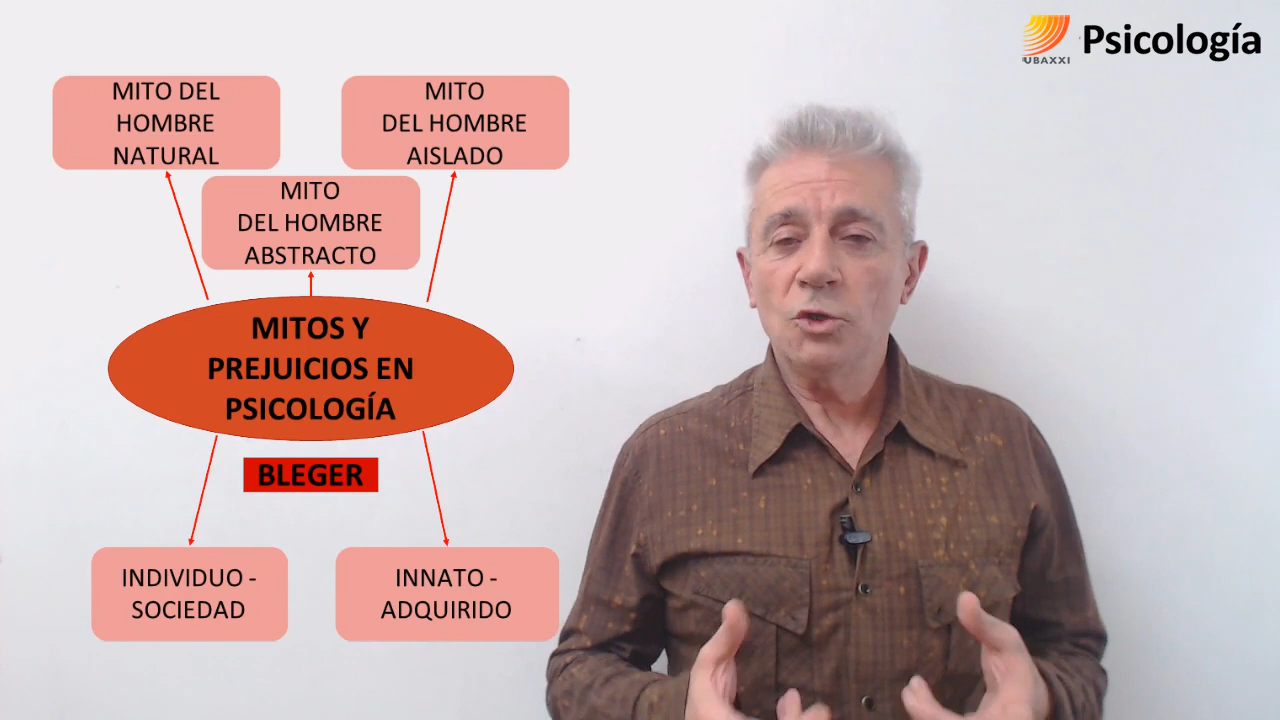 UBAXXI
Psicología
MITO DEL
HOMBRE
NATURAL
MITO
DEL HOMBRE
AISLADO
MITO
DEL HOMBRE
ABSTRACTO
MITOS Y
PREJUICIOS EN
PSICOLOGÍA
BLEGER
INDIVIDUO -
SOCIEDAD
INNATO -
ADQUIRIDO